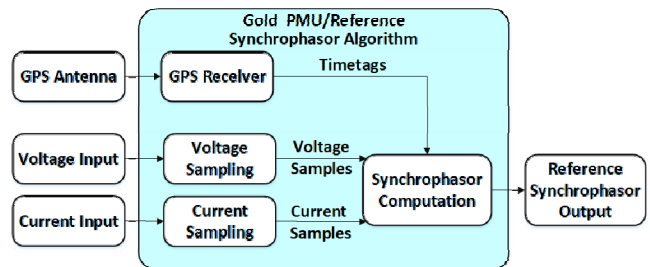 Gold PMU/Reference
Synchrophasor Algorithm
GPS Antenna
GPS Recelver
Timetags
Voltage Input
Voltage
Sampling
Voltage
Samples
Synchrophasor
Computation
Reference
Synchrophasor
Output
Current Input
Current
Sampling
Current
Samples